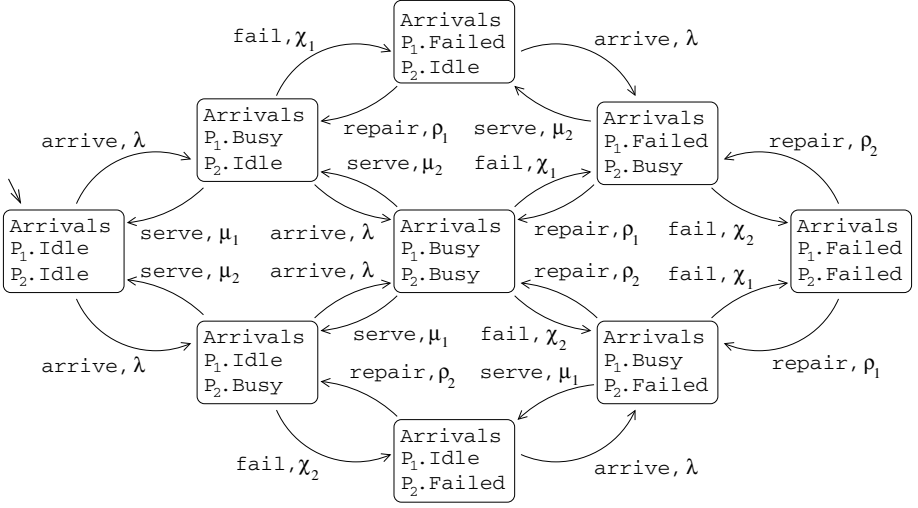 Arrivals
P1.Failed
P2.Idle
fail, χ1
arrive, λ
Arrivals
P1.Busy
P2.Idle
Arrivals
P1.Failed
P2.Busy
arrive, λ
repair, ρ1
serve, μ2
repair, ρ2
serve, μ2
fail, χ1
Arrivals
P1.Idle
P2.Idle
serve, μ1
arrive, λ
Arrivals
P1.Busy
P2.Busy
repair, ρ1
fail, χ2
Arrivals
P1.Failed
P2.Failed
serve, μ2
arrive, λ
repair, ρ2
fail, χ1
arrive, λ
Arrivals
P1.Idle
P2.Busy
serve, μ1
fail, χ2
Arrivals
P1.Busy
P2.Failed
repair, ρ1
repair, ρ2
serve, μ1
fail, χ2
Arrivals
P1.Idle
P2.Failed
arrive, λ